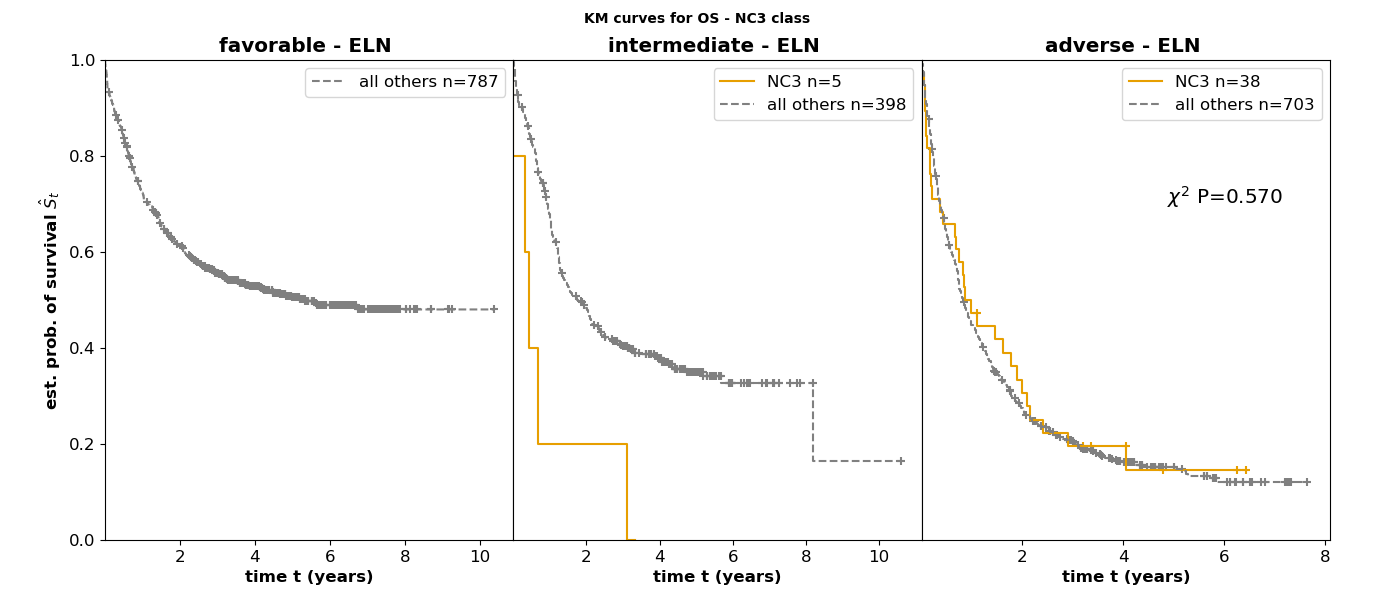 KM curves for OS - NC3 class
favorable - ELN
intermediate - ELN
adverse - ELN
all others n=787
NC3 n=5
all others n=398
NC3 n=38
all others n=703
χ² P=0.570
est. prob. of survival Ŝₜ
1.0
0.8
0.6
0.4
0.2
0.0
2 4 6 8 10
2 4 6 8 10
2 4 6 8
time t (years)
time t (years)
time t (years)